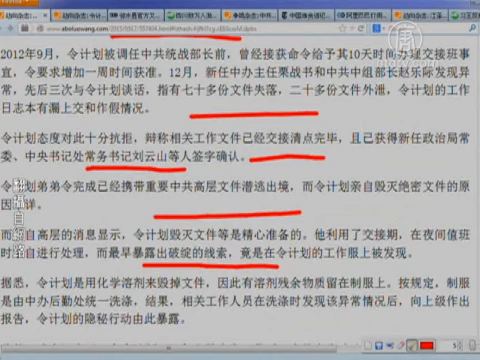 2012年9月，令计划被调任中共统战部长前，曾经接获命令给予其10天时间办理交接班事
宜，令要求增加一周时间获准。12月，新任中办主任栗战书和中共中组部长赵乐际发现异
常，先后三次与令计划谈话，指有七十多份文件失落，二十多份文件外泄，令计划的工作
日志本有漏上交和作假情况。
令计划态度对此十分抗拒，辩称相关工作文件已经交接清点完毕，且已获得新任政治局常
委、中央书记处常务书记刘云山等人签字确认。
令计划弟弟令完成已经携带重要中共高层文件潜逃出境，而令计划亲自毁灭绝密文件的原
详。
而 自高层的消息显示，令计划毁灭文件等是精心准备的。他利用了交接期，在夜间值班
时 自进行处理，而最早暴露出破绽的线索，竟是在令计划的工作服上被发现。
据悉，令计划是用化学溶剂来毁掉文件，因此有溶剂残余物质留在制服上。按规定，制服
是由中办后勤处统一洗涤，结果，相关工作人员在洗涤时发现该异常情况后，向上级作出
报告，令计划的隐秘行动由此暴露。
翻播自新经